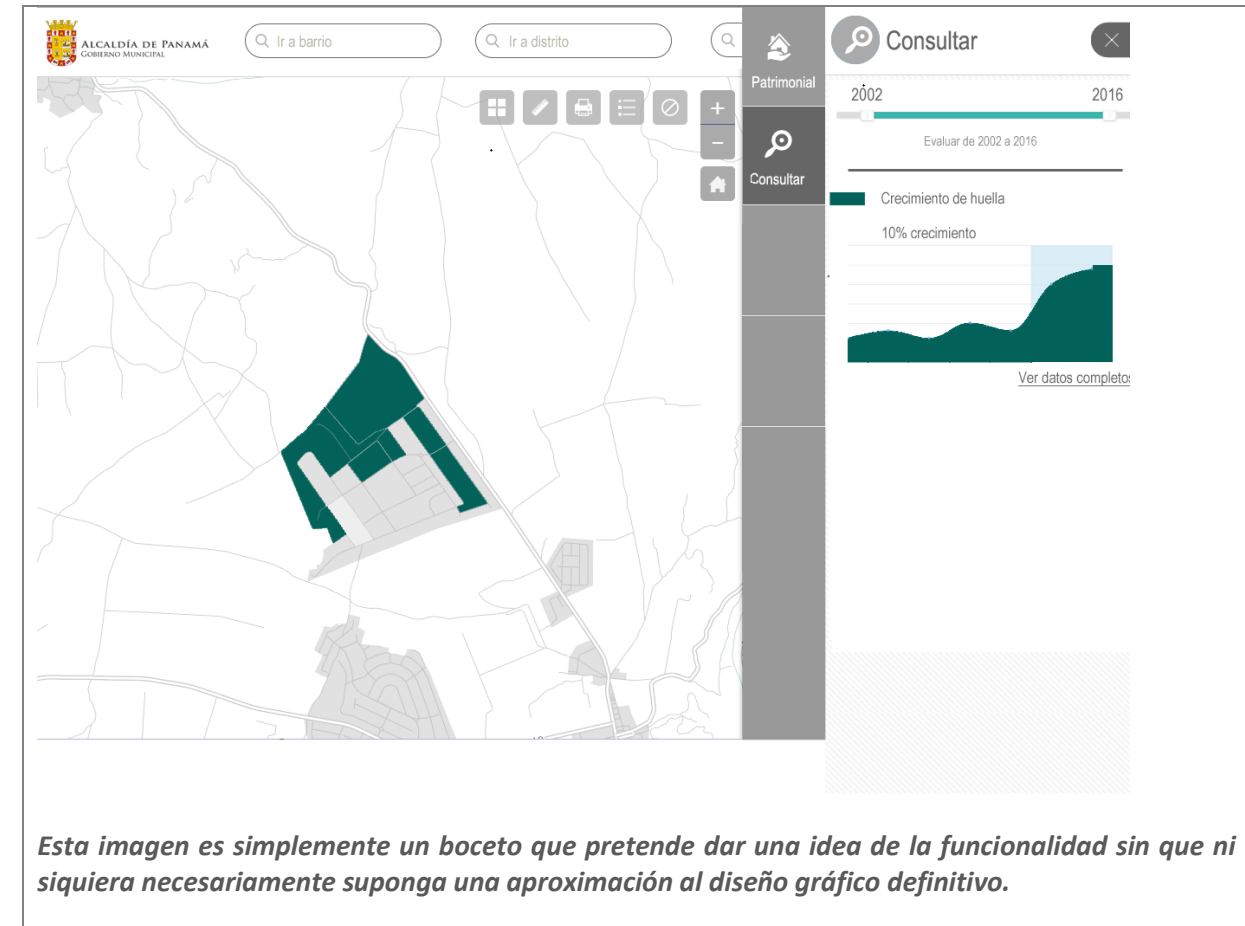 ALCALDÍA DE PANAMÁ
GOBIERNO MUNICIPAL
Ir a barrio
Ir a distrito
Patrimonial
Consultar
Consultar
2002 2016
Evaluar de 2002 a 2016
Crecimiento de huella
10% crecimiento
Ver datos completos
Esta imagen es simplemente un boceto que pretende dar una idea de la funcionalidad sin que ni
siquiera necesariamente suponga una aproximación al diseño gráfico definitivo.